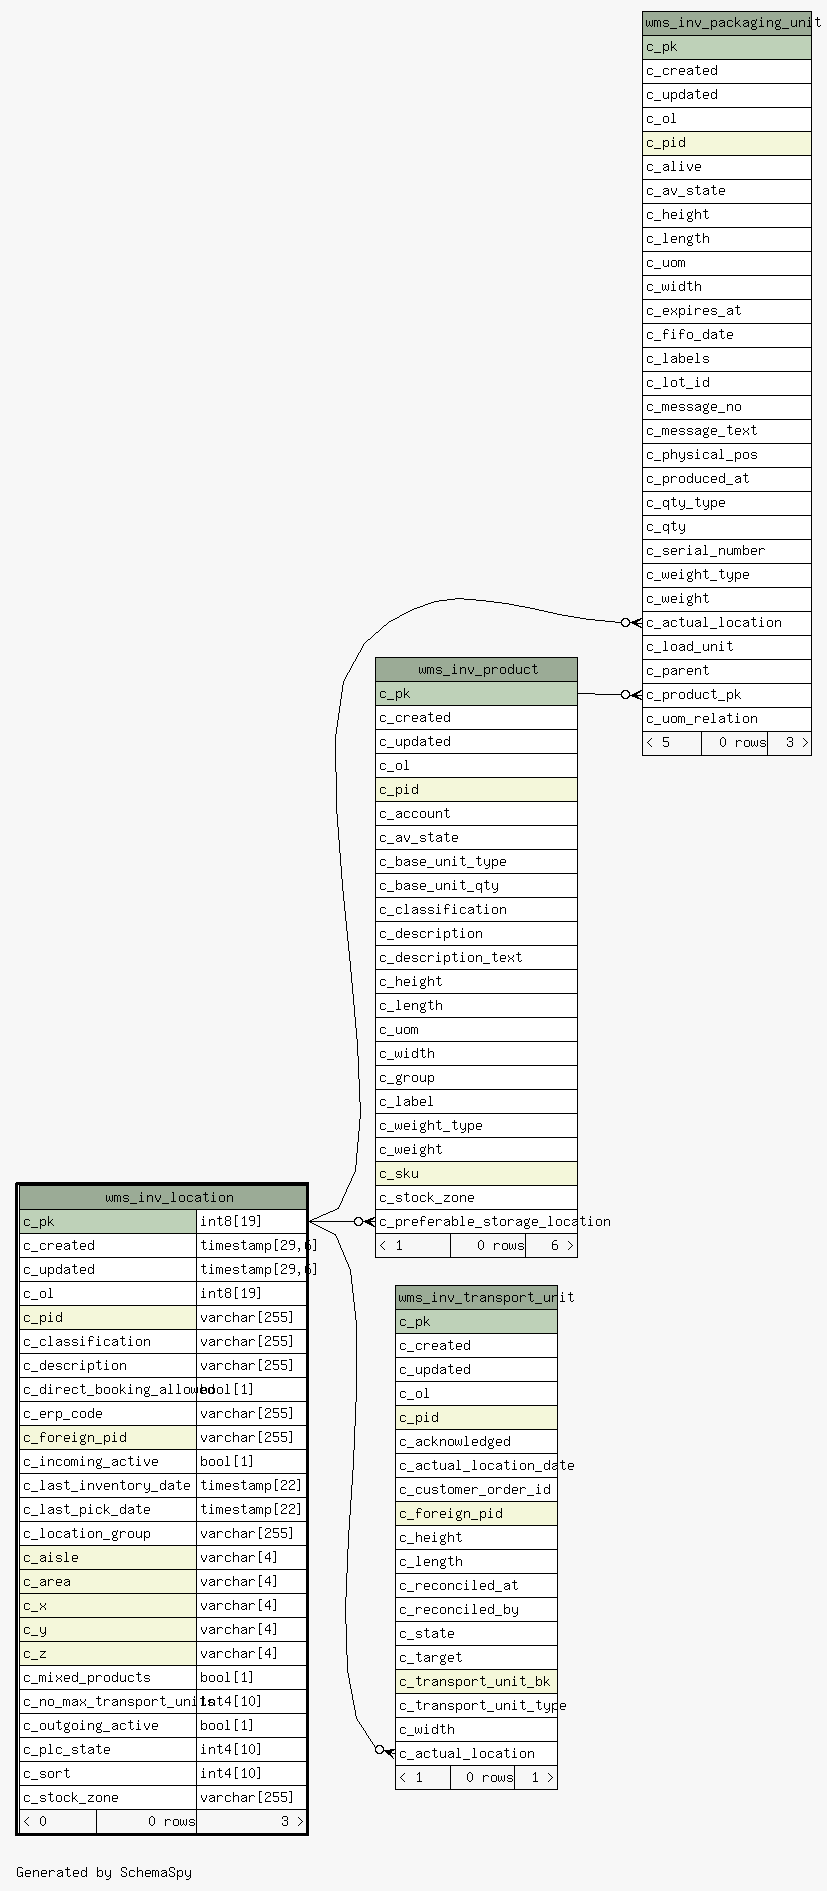 wms_inv_packaging_unit
c_pk
c_created
c_updated
c_ol
c_pid
c_alive
c_av_state
c_height
c_length
c_uom
c_width
c_expires_at
c_fifo_date
c_labels
c_lot_id
c_message_no
c_message_text
c_physical_pos
c_produced_at
c_qty_type
c_qty
c_serial_number
c_weight_type
c_weight
c_actual_location
c_load_unit
c_parent
c_product_pk
c_uom_relation
< 5 0 rows 3 >
wms_inv_product
c_pk
c_created
c_updated
c_ol
c_pid
c_account
c_av_state
c_base_unit_type
c_base_unit_qty
c_classification
c_description
c_description_text
c_height
c_length
c_uom
c_width
c_group
c_label
c_weight_type
c_weight
c_sku
c_stock_zone
c_preferable_storage_location
< 1 0 rows 6 >
wms_inv_location
c_pk int8[19]
c_created timestamp[29,6]
c_updated timestamp[29,6]
c_ol int8[19]
c_pid varchar[255]
c_classification varchar[255]
c_description varchar[255]
c_direct_booking_allowed bool[1]
c_erp_code varchar[255]
c_foreign_pid varchar[255]
c_incoming_active bool[1]
c_last_inventory_date timestamp[22]
c_last_pick_date timestamp[22]
c_location_group varchar[255]
c_aisle varchar[4]
c_area varchar[4]
c_x varchar[4]
c_y varchar[4]
c_z varchar[4]
c_mixed_products bool[1]
c_no_max_transport_units int4[10]
c_outgoing_active bool[1]
c_plc_state int4[10]
c_sort int4[10]
c_stock_zone varchar[255]
< 0 0 rows 3 >
wms_inv_transport_unit
c_pk
c_created
c_updated
c_ol
c_pid
c_acknowledged
c_actual_location_date
c_customer_order_id
c_foreign_pid
c_height
c_length
c_reconciled_at
c_reconciled_by
c_state
c_target
c_transport_unit_bk
c_transport_unit_type
c_width
c_actual_location
< 1 0 rows 1 >
Generated by SchemaSpy